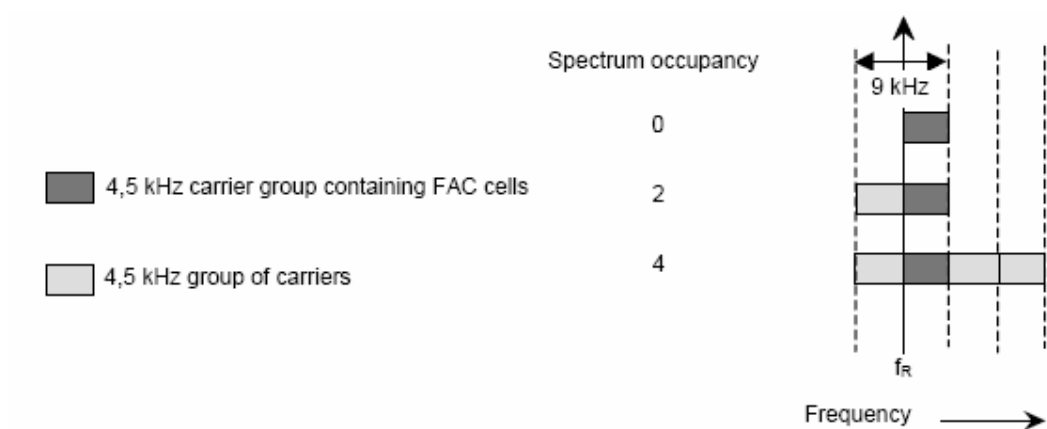 Spectrum occupancy
9 kHz
0
4,5 kHz carrier group containing FAC cells
2
4,5 kHz group of carriers
4
fR
Frequency